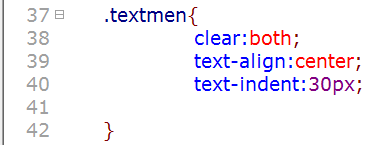 37 .textmen{
38 clear:both;
39 text-align:center;
40 text-indent:30px;
41
42 }